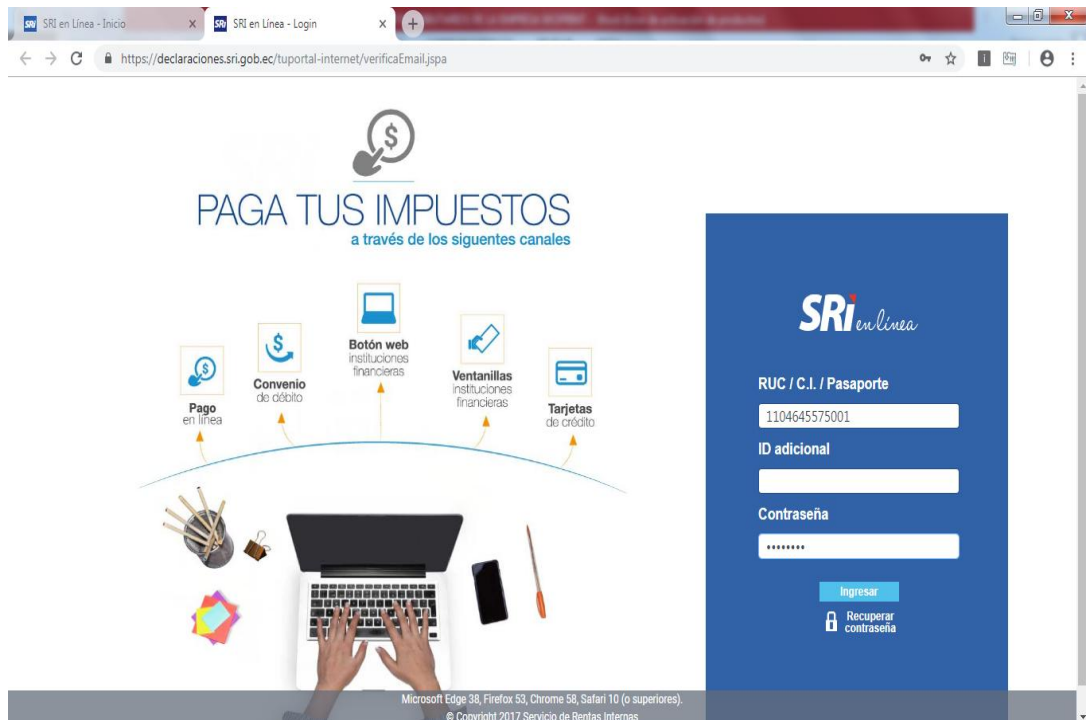 SRI en Línea - Inicio
SRI en Línea - Login
https://declaraciones.sri.gob.ec/tuportal-internet/verificaEmail.jspa
PAGA TUS IMPUESTOS
a través de los siguentes canales
Pago
en línea
Convenio
de débito
Botón web
instituciones
financieras
Ventanillas
instituciones
financieras
Tarjetas
de crédito
SRi en línea
RUC / C.I. / Pasaporte
1104645575001
ID adicional
Contraseña
••••••••
Ingresar
Recuperar
contraseña
Microsoft Edge 38, Firefox 53, Chrome 58, Safari 10 (o superiores).
© Copyright 2017 Servicio de Rentas Internas